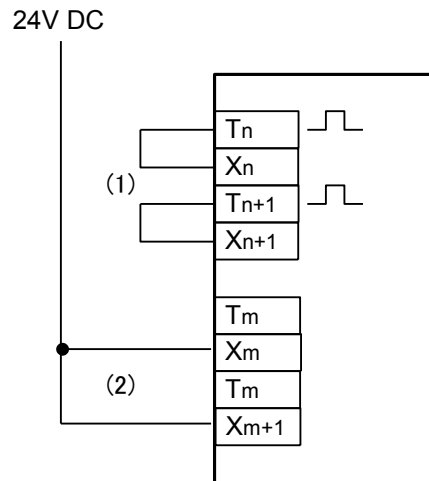 24V DC
Tn
Xn
(1)
Tn+1
Xn+1
Tm
Xm
(2)
Tm
Xm+1